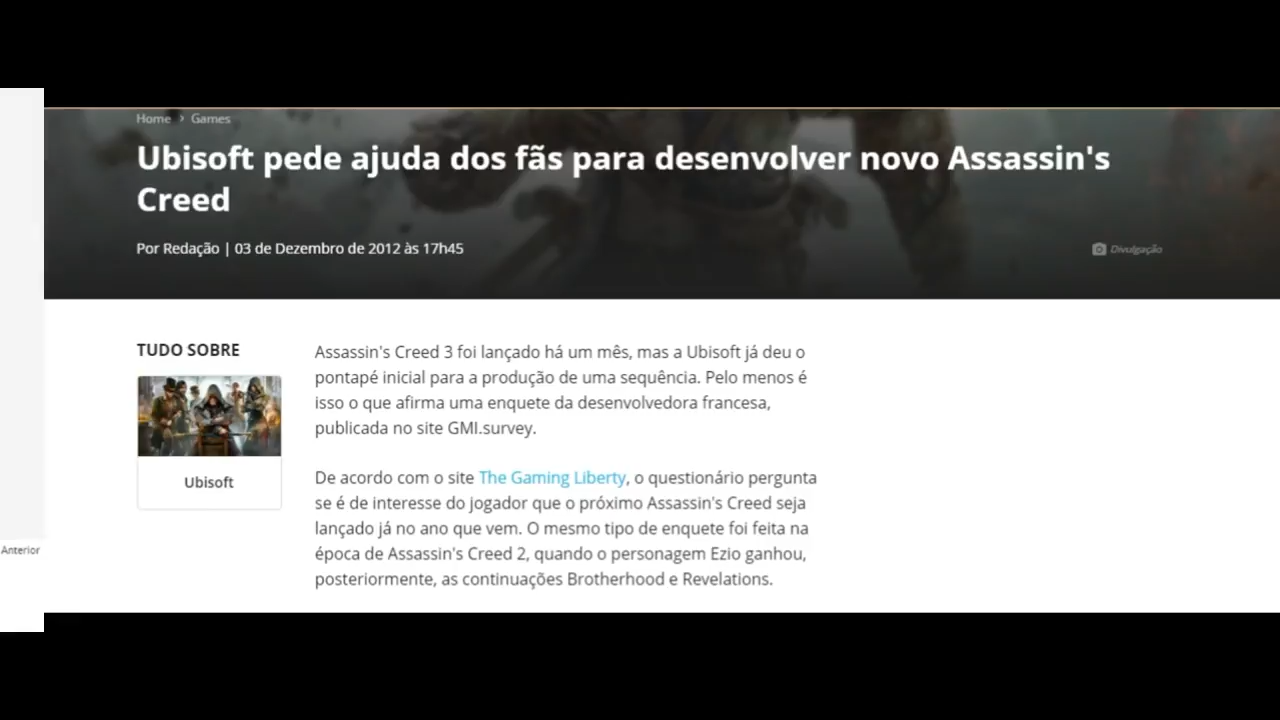 Home > Games
Ubisoft pede ajuda dos fãs para desenvolver novo Assassin's
Creed
Por Redação | 03 de Dezembro de 2012 às 17h45
Divulgação
TUDO SOBRE
Ubisoft
Assassin's Creed 3 foi lançado há um mês, mas a Ubisoft já deu o
pontapé inicial para a produção de uma sequência. Pelo menos é
isso o que afirma uma enquete da desenvolvedora francesa,
publicada no site GMI.survey.
De acordo com o site The Gaming Liberty, o questionário pergunta
se é de interesse do jogador que o próximo Assassin's Creed seja
lançado já no ano que vem. O mesmo tipo de enquete foi feita na
época de Assassin's Creed 2, quando o personagem Ezio ganhou,
posteriormente, as continuações Brotherhood e Revelations.
Anterior